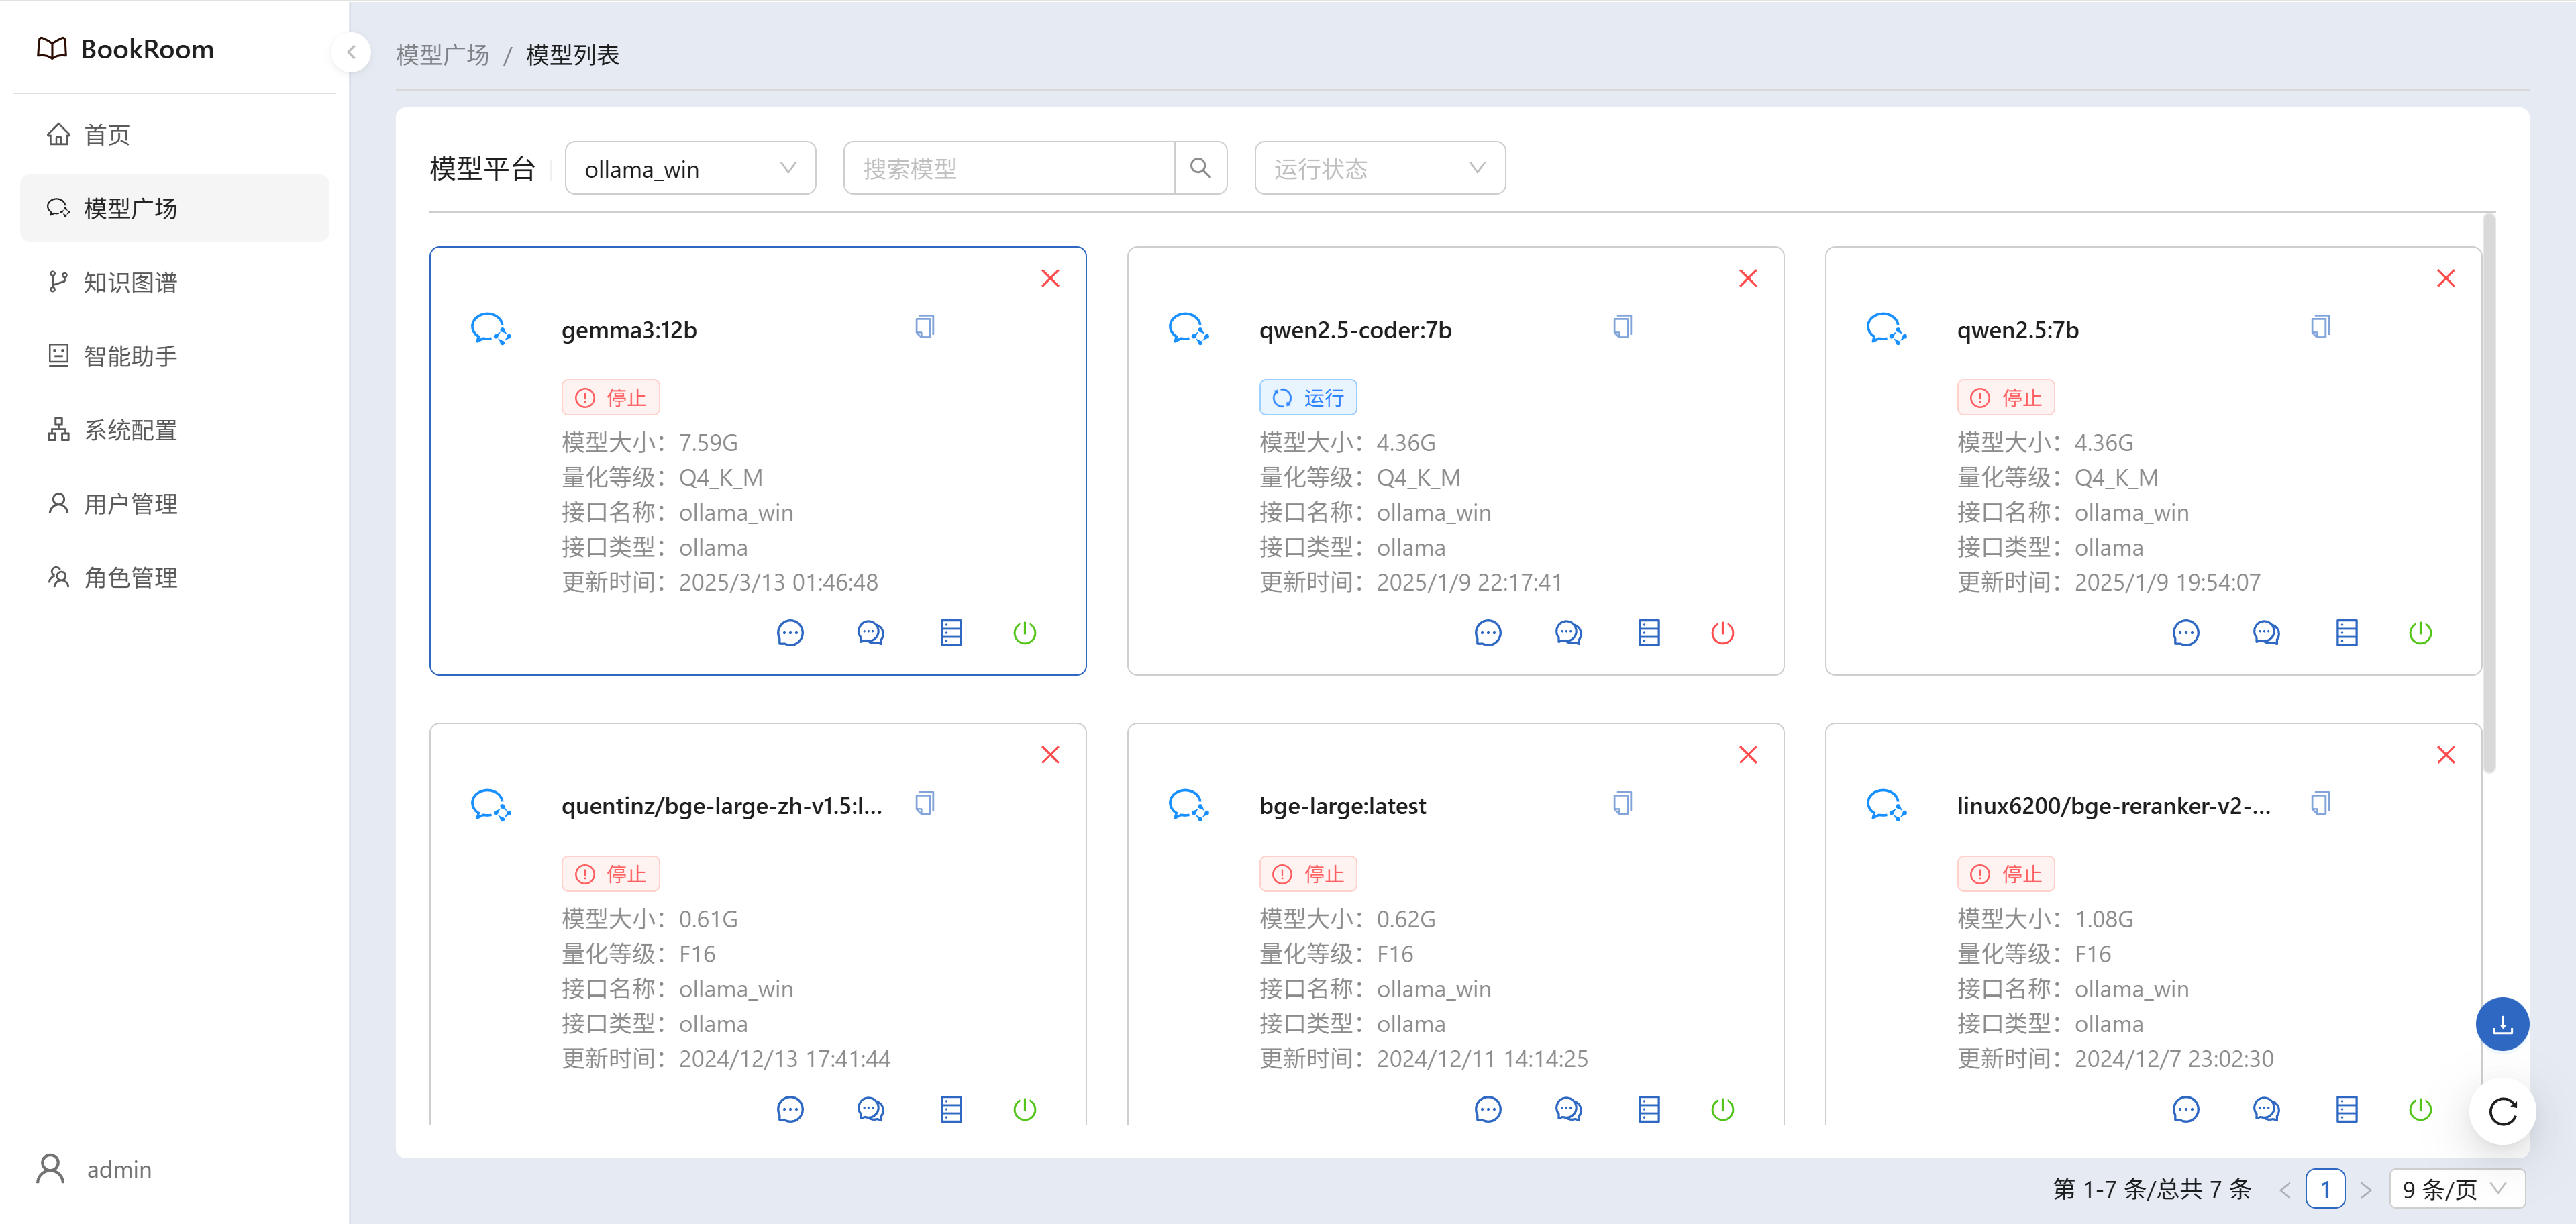 BookRoom
首页
模型广场
知识图谱
智能助手
系统配置
用户管理
角色管理
admin
模型广场 / 模型列表
模型平台
ollama_win
搜索模型
运行状态
gemma3:12b
停止
模型大小：7.59G
量化等级：Q4_K_M
接口名称：ollama_win
接口类型：ollama
更新时间：2025/3/13 01:46:48
qwen2.5-coder:7b
运行
模型大小：4.36G
量化等级：Q4_K_M
接口名称：ollama_win
接口类型：ollama
更新时间：2025/1/9 22:17:41
qwen2.5:7b
停止
模型大小：4.36G
量化等级：Q4_K_M
接口名称：ollama_win
接口类型：ollama
更新时间：2025/1/9 19:54:07
quentinz/bge-large-zh-v1.5:l...
停止
模型大小：0.61G
量化等级：F16
接口名称：ollama_win
接口类型：ollama
更新时间：2024/12/13 17:41:44
bge-large:latest
停止
模型大小：0.62G
量化等级：F16
接口名称：ollama_win
接口类型：ollama
更新时间：2024/12/11 14:14:25
linux6200/bge-reranker-v2-...
停止
模型大小：1.08G
量化等级：F16
接口名称：ollama_win
接口类型：ollama
更新时间：2024/12/7 23:02:30
第 1-7 条/总共 7 条
1
9 条/页